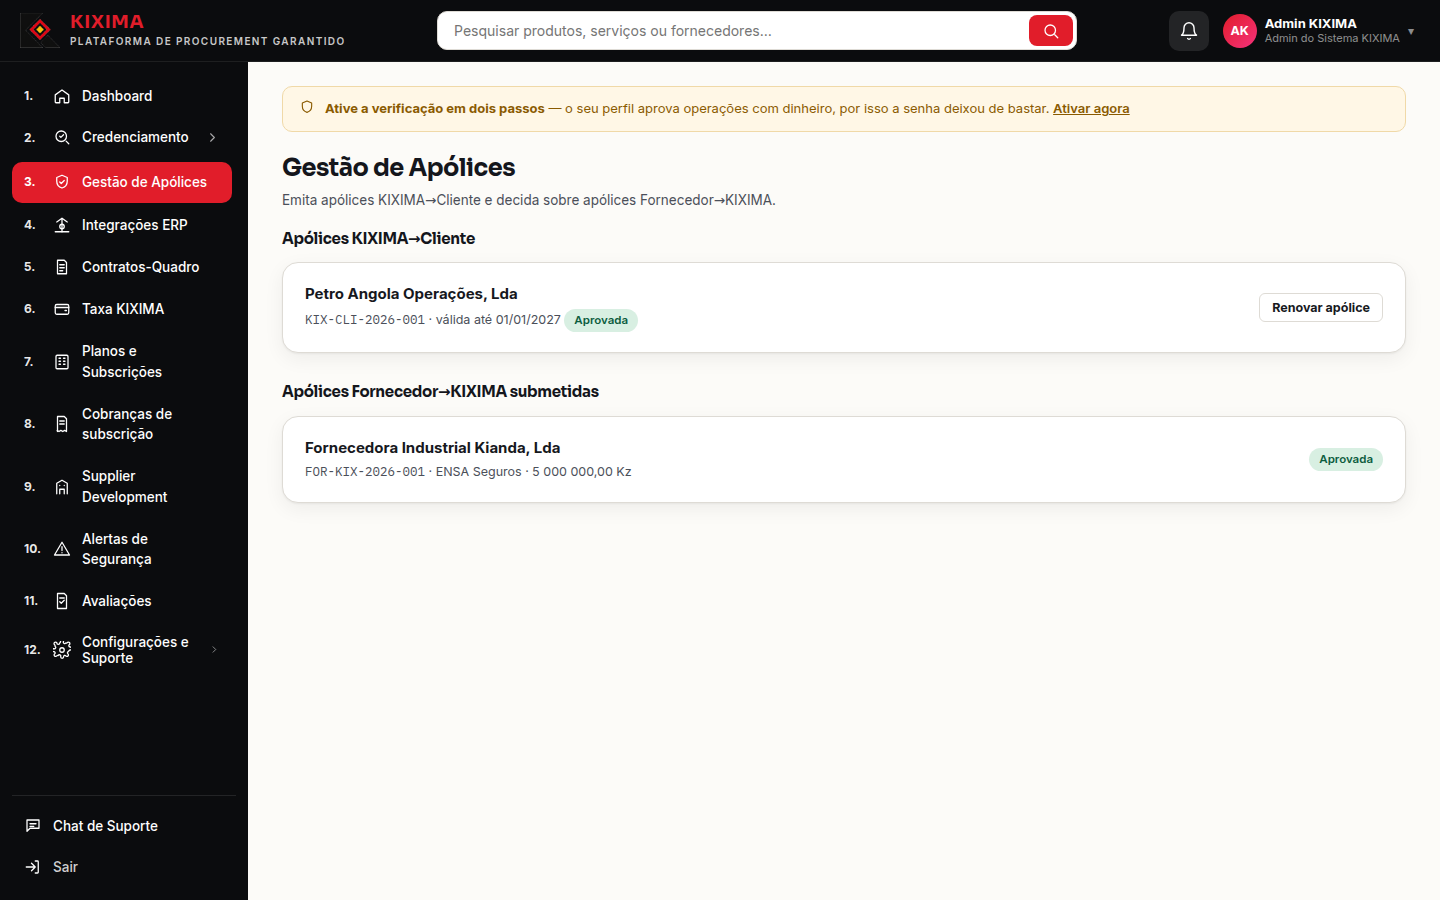 KIXIMA
PLATAFORMA DE PROCUREMENT GARANTIDO
Pesquisar produtos, serviços ou fornecedores...
AK
Admin KIXIMA
Admin do Sistema KIXIMA
1. Dashboard
2. Credenciamento
3. Gestão de Apólices
4. Integrações ERP
5. Contratos-Quadro
6. Taxa KIXIMA
7. Planos e
Subscrições
8. Cobranças de
subscrição
9. Supplier
Development
10. Alertas de
Segurança
11. Avaliações
12. Configurações e
Suporte
Chat de Suporte
Sair
Ative a verificação em dois passos — o seu perfil aprova operações com dinheiro, por isso a senha deixou de bastar. Ativar agora
Gestão de Apólices
Emita apólices KIXIMA→Cliente e decida sobre apólices Fornecedor→KIXIMA.
Apólices KIXIMA→Cliente
Petro Angola Operações, Lda
KIX-CLI-2026-001 · válida até 01/01/2027 Aprovada
Renovar apólice
Apólices Fornecedor→KIXIMA submetidas
Fornecedora Industrial Kianda, Lda
FOR-KIX-2026-001 · ENSA Seguros · 5 000 000,00 Kz
Aprovada